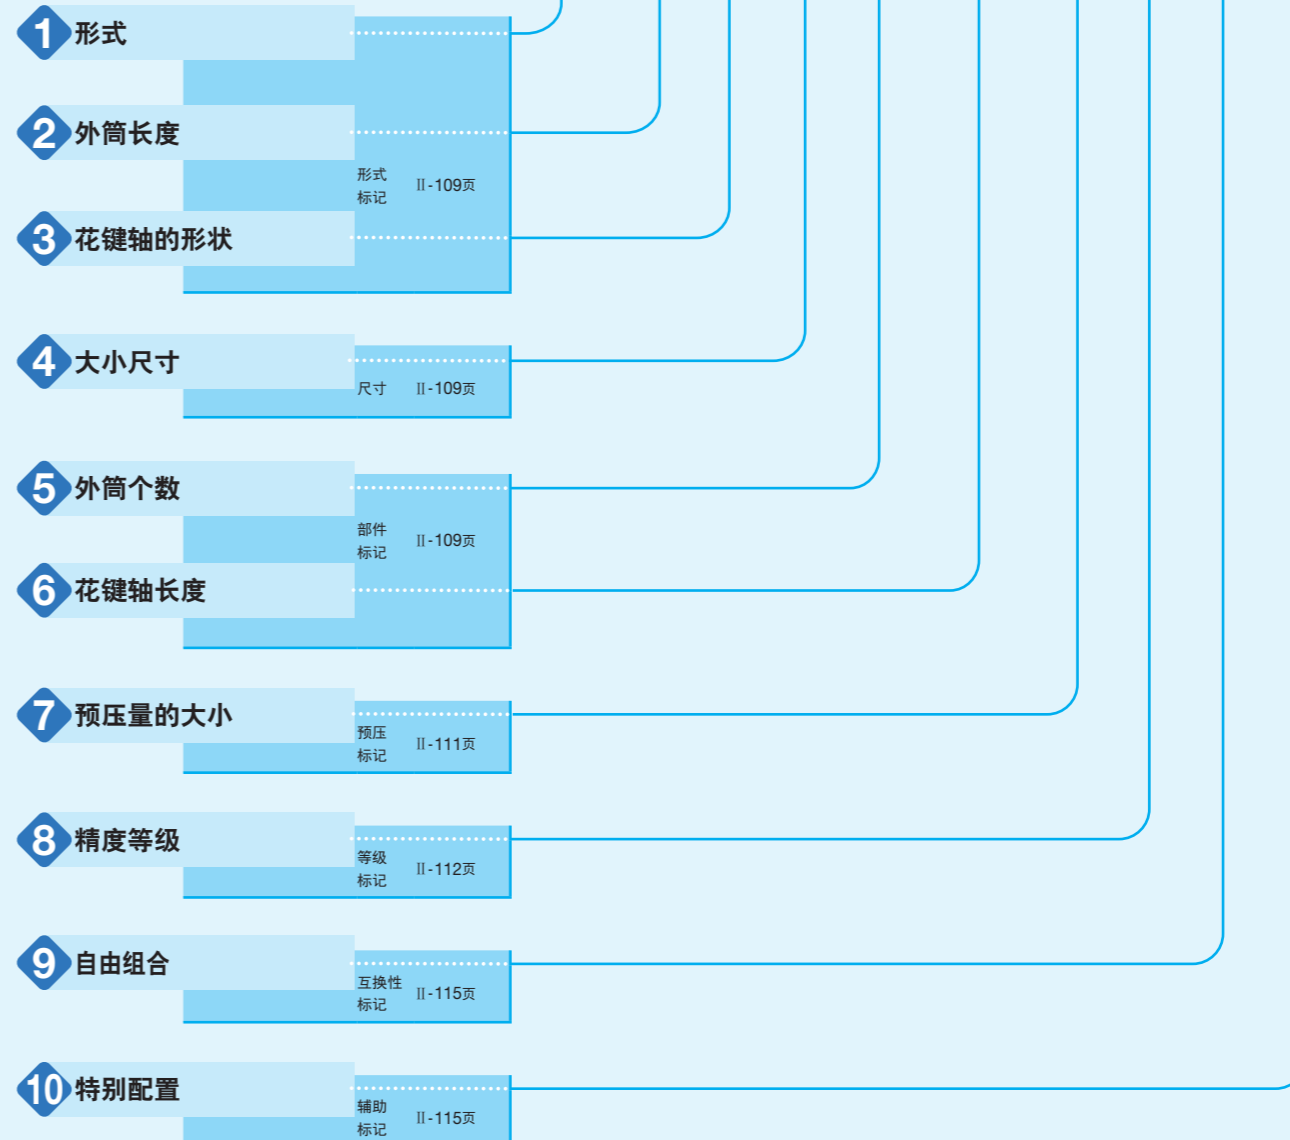 1 形式
2 外筒长度
形式
标记 Ⅱ-109页
3 花键轴的形状
4 大小尺寸
尺寸 Ⅱ-109页
5 外筒个数
部件
标记 Ⅱ-109页
6 花键轴长度
7 预压量的大小
预压
标记 Ⅱ-111页
8 精度等级
等级
标记 Ⅱ-112页
9 自由组合
互换性
标记 Ⅱ-115页
10 特别配置
辅助
标记 Ⅱ-115页